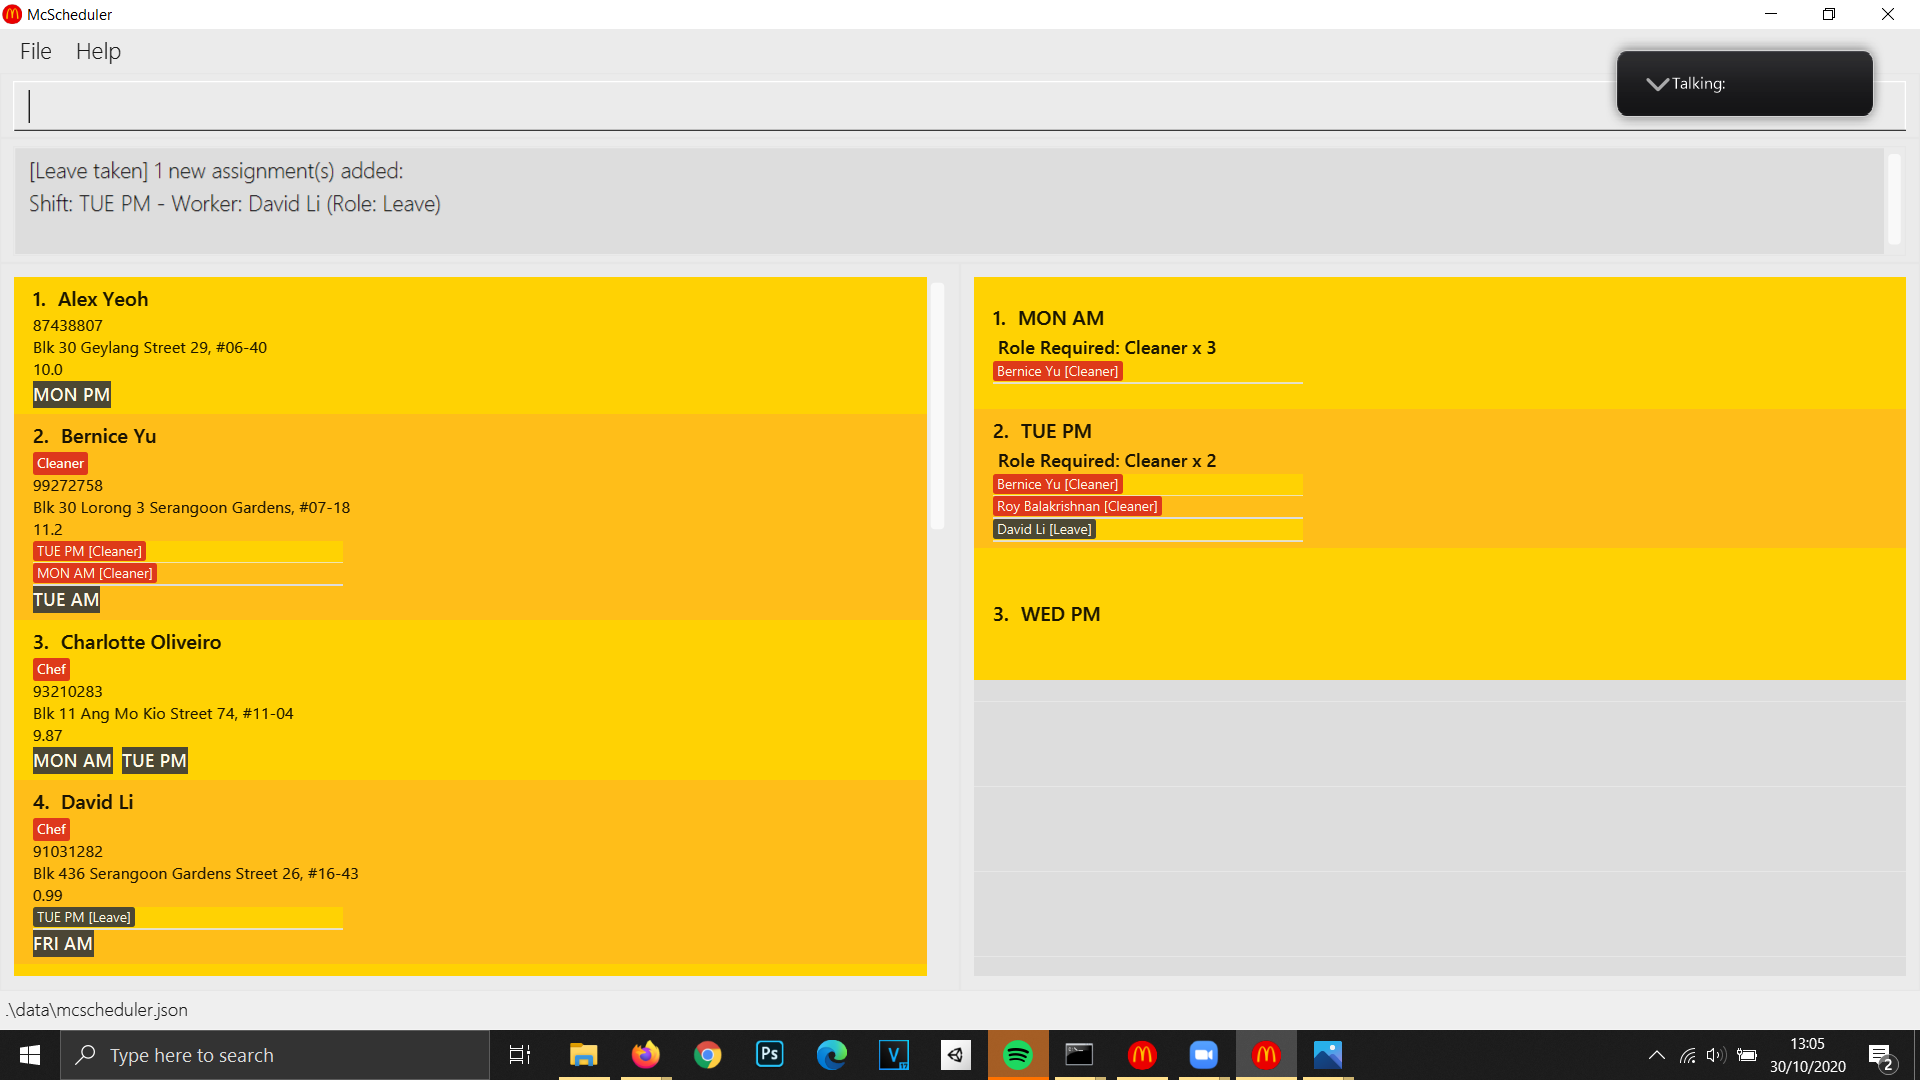 McScheduler
File Help
Talking:
[Leave taken] 1 new assignment(s) added:
Shift: TUE PM - Worker: David Li (Role: Leave)
1. Alex Yeoh
87438807
Blk 30 Geylang Street 29, #06-40
10.0
MON PM
2. Bernice Yu
Cleaner
99272758
Blk 30 Lorong 3 Serangoon Gardens, #07-18
11.2
TUE PM [Cleaner]
MON AM [Cleaner]
TUE AM
3. Charlotte Oliveiro
Chef
93210283
Blk 11 Ang Mo Kio Street 74, #11-04
9.87
MON AM TUE PM
4. David Li
Chef
91031282
Blk 436 Serangoon Gardens Street 26, #16-43
0.99
TUE PM [Leave]
FRI AM
1. MON AM
Role Required: Cleaner x 3
Bernice Yu [Cleaner]
2. TUE PM
Role Required: Cleaner x 2
Bernice Yu [Cleaner]
Roy Balakrishnan [Cleaner]
David Li [Leave]
3. WED PM
.\data\mcscheduler.json
Type here to search
Ps
V
13:05
30/10/2020
2